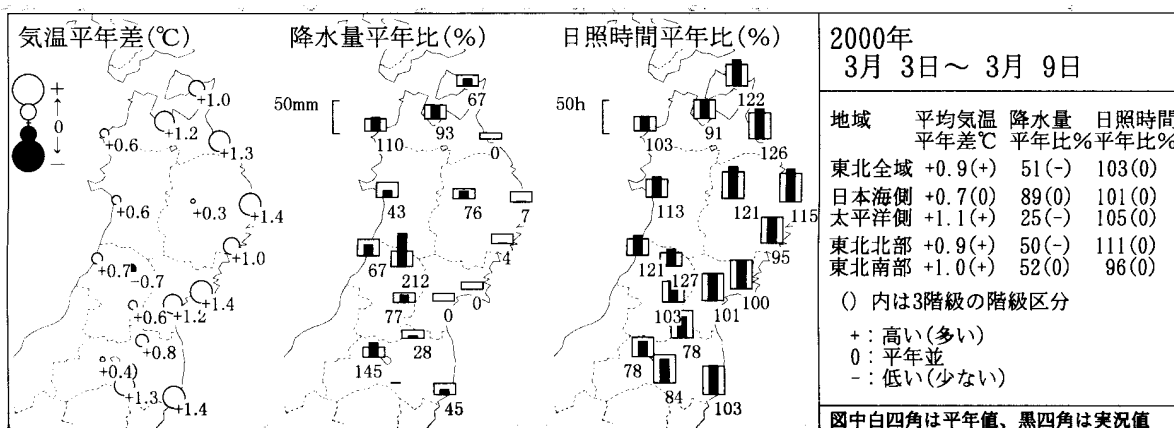 気温平年差(℃)
+
↑
0
↓
−
+1.0
+1.2
+0.6
+1.3
+0.6
+0.3
+1.4
+1.0
+0.7
-0.7
+1.4
+0.6
+1.2
+0.8
+0.4)
+1.3
+1.4
降水量平年比(%)
50mm
67
93
110
0
43
76
7
4
67
212
0
77
0
28
145
45
日照時間平年比(%)
50h
122
91
103
126
113
121
115
95
121
127
100
103
101
78
78
84
103
2000年
3月 3日～ 3月 9日
地域 平均気温 降水量 日照時間
平年差℃ 平年比% 平年比%
東北全域 +0.9(+) 51(-) 103(0)
日本海側 +0.7(0) 89(0) 101(0)
太平洋側 +1.1(+) 25(-) 105(0)
東北北部 +0.9(+) 50(-) 111(0)
東北南部 +1.0(+) 52(0) 96(0)
() 内は3階級の階級区分
+：高い(多い)
0：平年並
-：低い(少ない)
図中白四角は平年値、黒四角は実況値